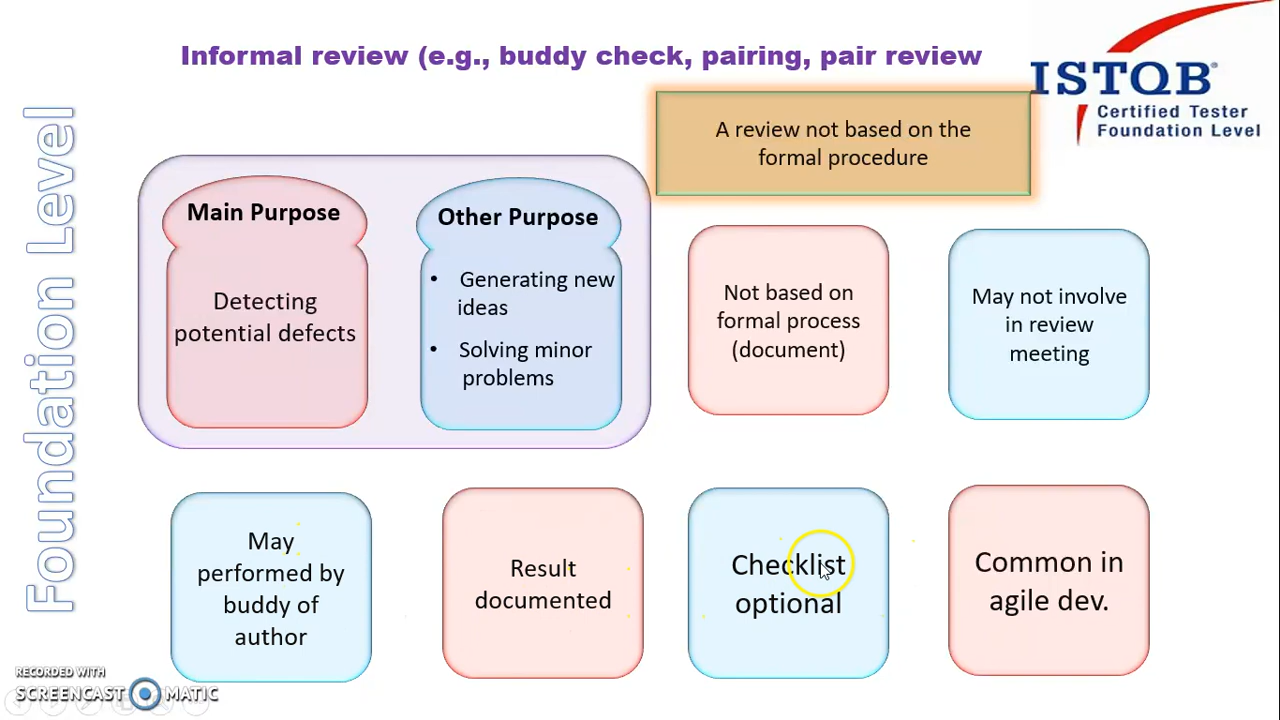 Informal review (e.g., buddy check, pairing, pair review
ISTQB
Certified Tester
Foundation Level
Foundation Level
A review not based on the
formal procedure
Main Purpose
Detecting
potential defects
Other Purpose
• Generating new
ideas
• Solving minor
problems
Not based on
formal process
(document)
May not involve
in review
meeting
May
performed by
buddy of
author
Result
documented
Checklist
optional
Common in
agile dev.
RECORDED WITH
SCREENCAST MATIC